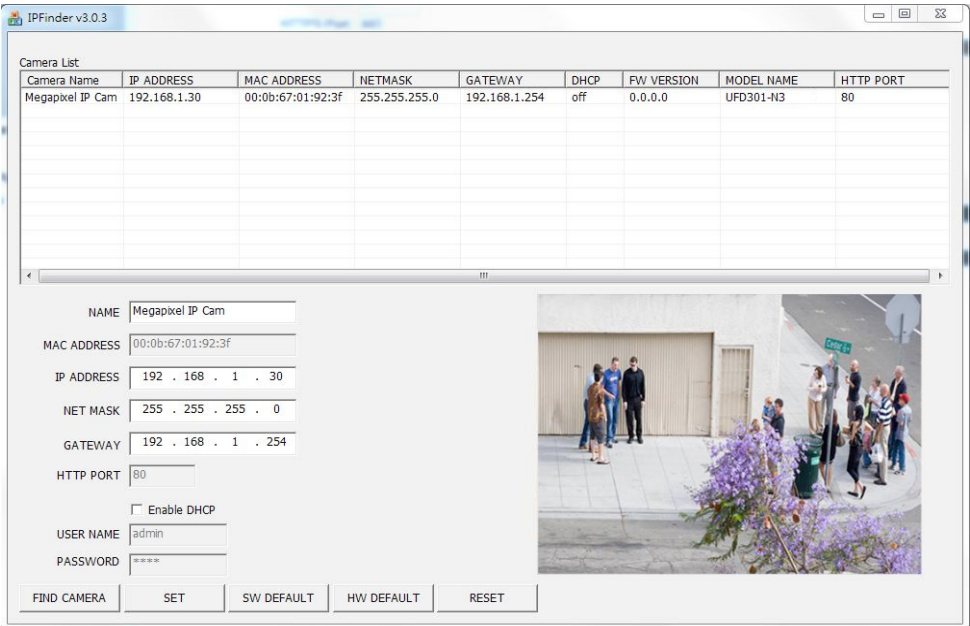 IPFinder v3.0.3
Camera List
Camera Name IP ADDRESS MAC ADDRESS NETMASK GATEWAY DHCP FW VERSION MODEL NAME HTTP PORT
Megapixel IP Cam 192.168.1.30 00:0b:67:01:92:3f 255.255.255.0 192.168.1.254 off 0.0.0.0 UFD301-N3 80
NAME Megapixel IP Cam
MAC ADDRESS 00:0b:67:01:92:3f
IP ADDRESS 192 . 168 . 1 . 30
NET MASK 255 . 255 . 255 . 0
GATEWAY 192 . 168 . 1 . 254
HTTP PORT 80
Enable DHCP
USER NAME admin
PASSWORD ****
FIND CAMERA SET SW DEFAULT HW DEFAULT RESET